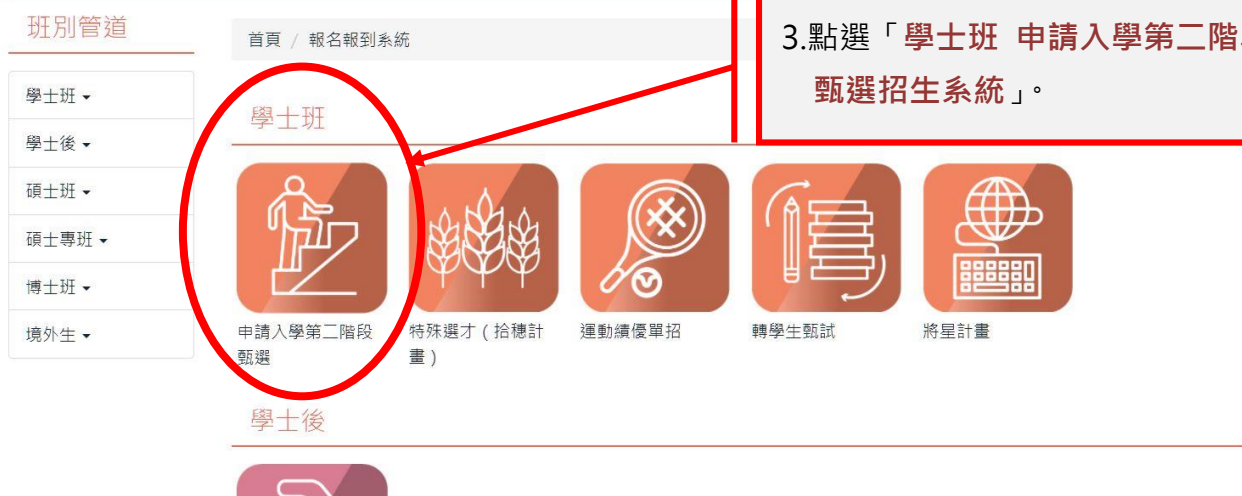 班別管道
學士班
學士後
碩士班
碩士專班
博士班
境外生
首頁 / 報名報到系統
3.點選「學士班 申請入學第二階
甄選招生系統」。
學士班
申請入學第二階段
甄選
特殊選才(拾穗計
畫)
運動績優單招
轉學生甄試
將星計畫
學士後